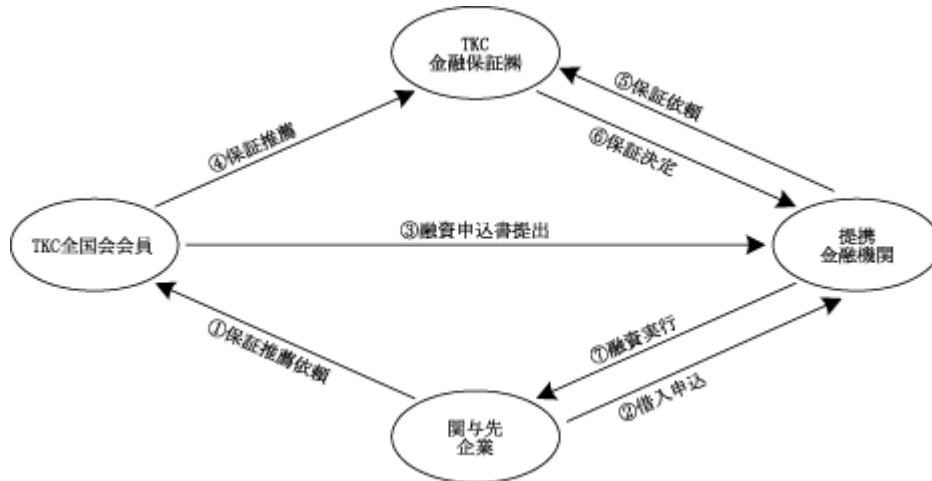 TKC
金融保証㈱
⑤保証依頼
④保証推薦
⑥保証決定
TKC全国会会員
③融資申込書提出
提携
金融機関
①保証推薦依頼
⑦融資実行
②借入申込
関与先
企業